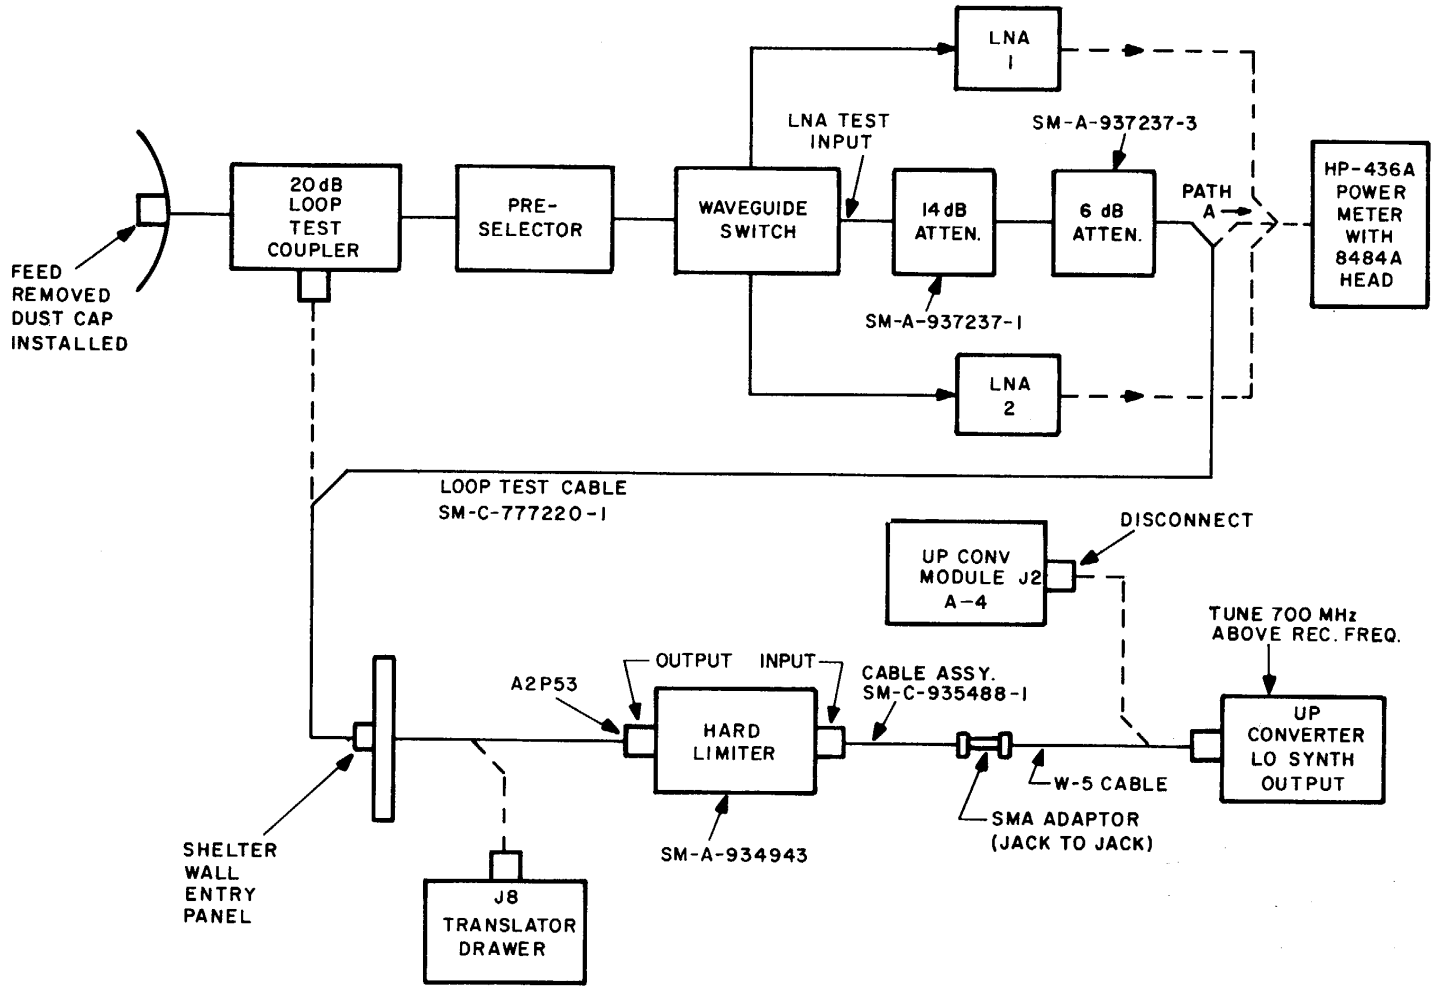 LNA
1
SM-A-937237-3
LNA TEST
INPUT
20dB
LOOP
TEST
COUPLER
PRE-
SELECTOR
WAVEGUIDE
SWITCH
14dB
ATTEN.
6 dB
ATTEN.
PATH
A
HP-436A
POWER
METER
WITH
8484A
HEAD
FEED
REMOVED
DUST CAP
INSTALLED
SM-A-937237-1
LNA
2
LOOP TEST CABLE
SM-C-777220-1
DISCONNECT
UP CONV
MODULE J2
A-4
TUNE 700 MHz
ABOVE REC. FREQ.
A2P53
OUTPUT
INPUT
CABLE ASSY.
SM-C-935488-1
HARD
LIMITER
UP
CONVERTER
LO SYNTH
OUTPUT
W-5 CABLE
SMA ADAPTOR
(JACK TO JACK)
SM-A-934943
SHELTER
WALL
ENTRY
PANEL
J8
TRANSLATOR
DRAWER